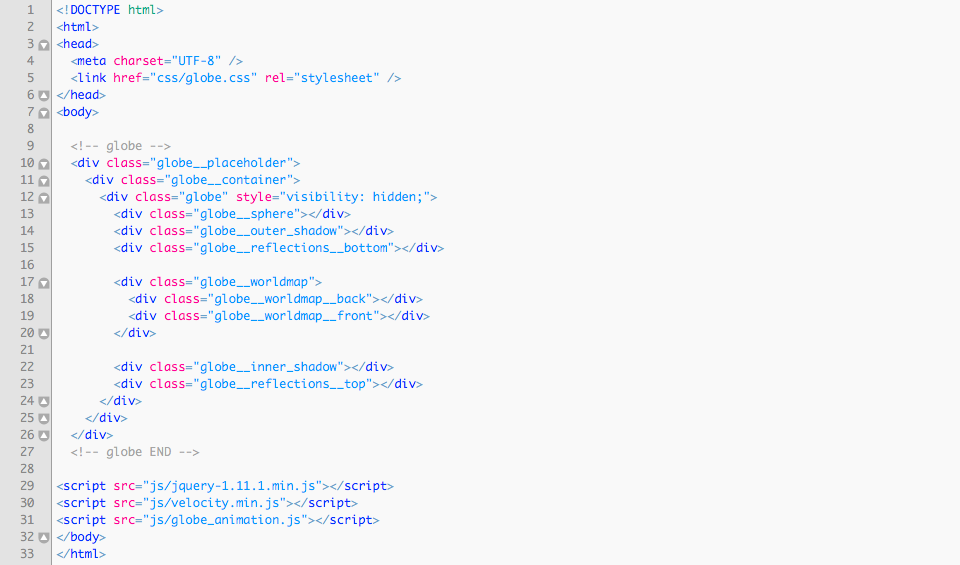 1 <!DOCTYPE html>
2 <html>
3 <head>
4   <meta charset="UTF-8" />
5   <link href="css/globe.css" rel="stylesheet" />
6 </head>
7 <body>
8
9   <!-- globe -->
10   <div class="globe__placeholder">
11     <div class="globe__container">
12       <div class="globe" style="visibility: hidden;">
13         <div class="globe__sphere"></div>
14         <div class="globe__outer_shadow"></div>
15         <div class="globe__reflections__bottom"></div>
16
17         <div class="globe__worldmap">
18           <div class="globe__worldmap__back"></div>
19           <div class="globe__worldmap__front"></div>
20         </div>
21
22         <div class="globe__inner_shadow"></div>
23         <div class="globe__reflections__top"></div>
24       </div>
25     </div>
26   </div>
27   <!-- globe END -->
28
29 <script src="js/jquery-1.11.1.min.js"></script>
30 <script src="js/velocity.min.js"></script>
31 <script src="js/globe_animation.js"></script>
32 </body>
33 </html>